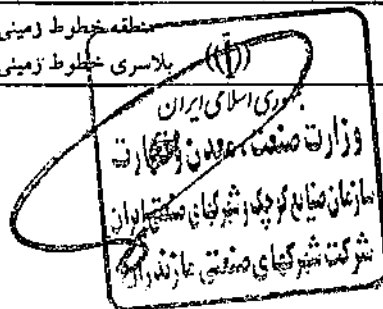 منطقه خطوط زمینی
بلاسری خطوط زمینی
جمهوری اسلامی ایران
وزارت صنعت، معدن و تجارت
سازمان صنایع کوچک و شهرکهای صنعتی ایران
شرکت شهرکهای صنعتی مازندران